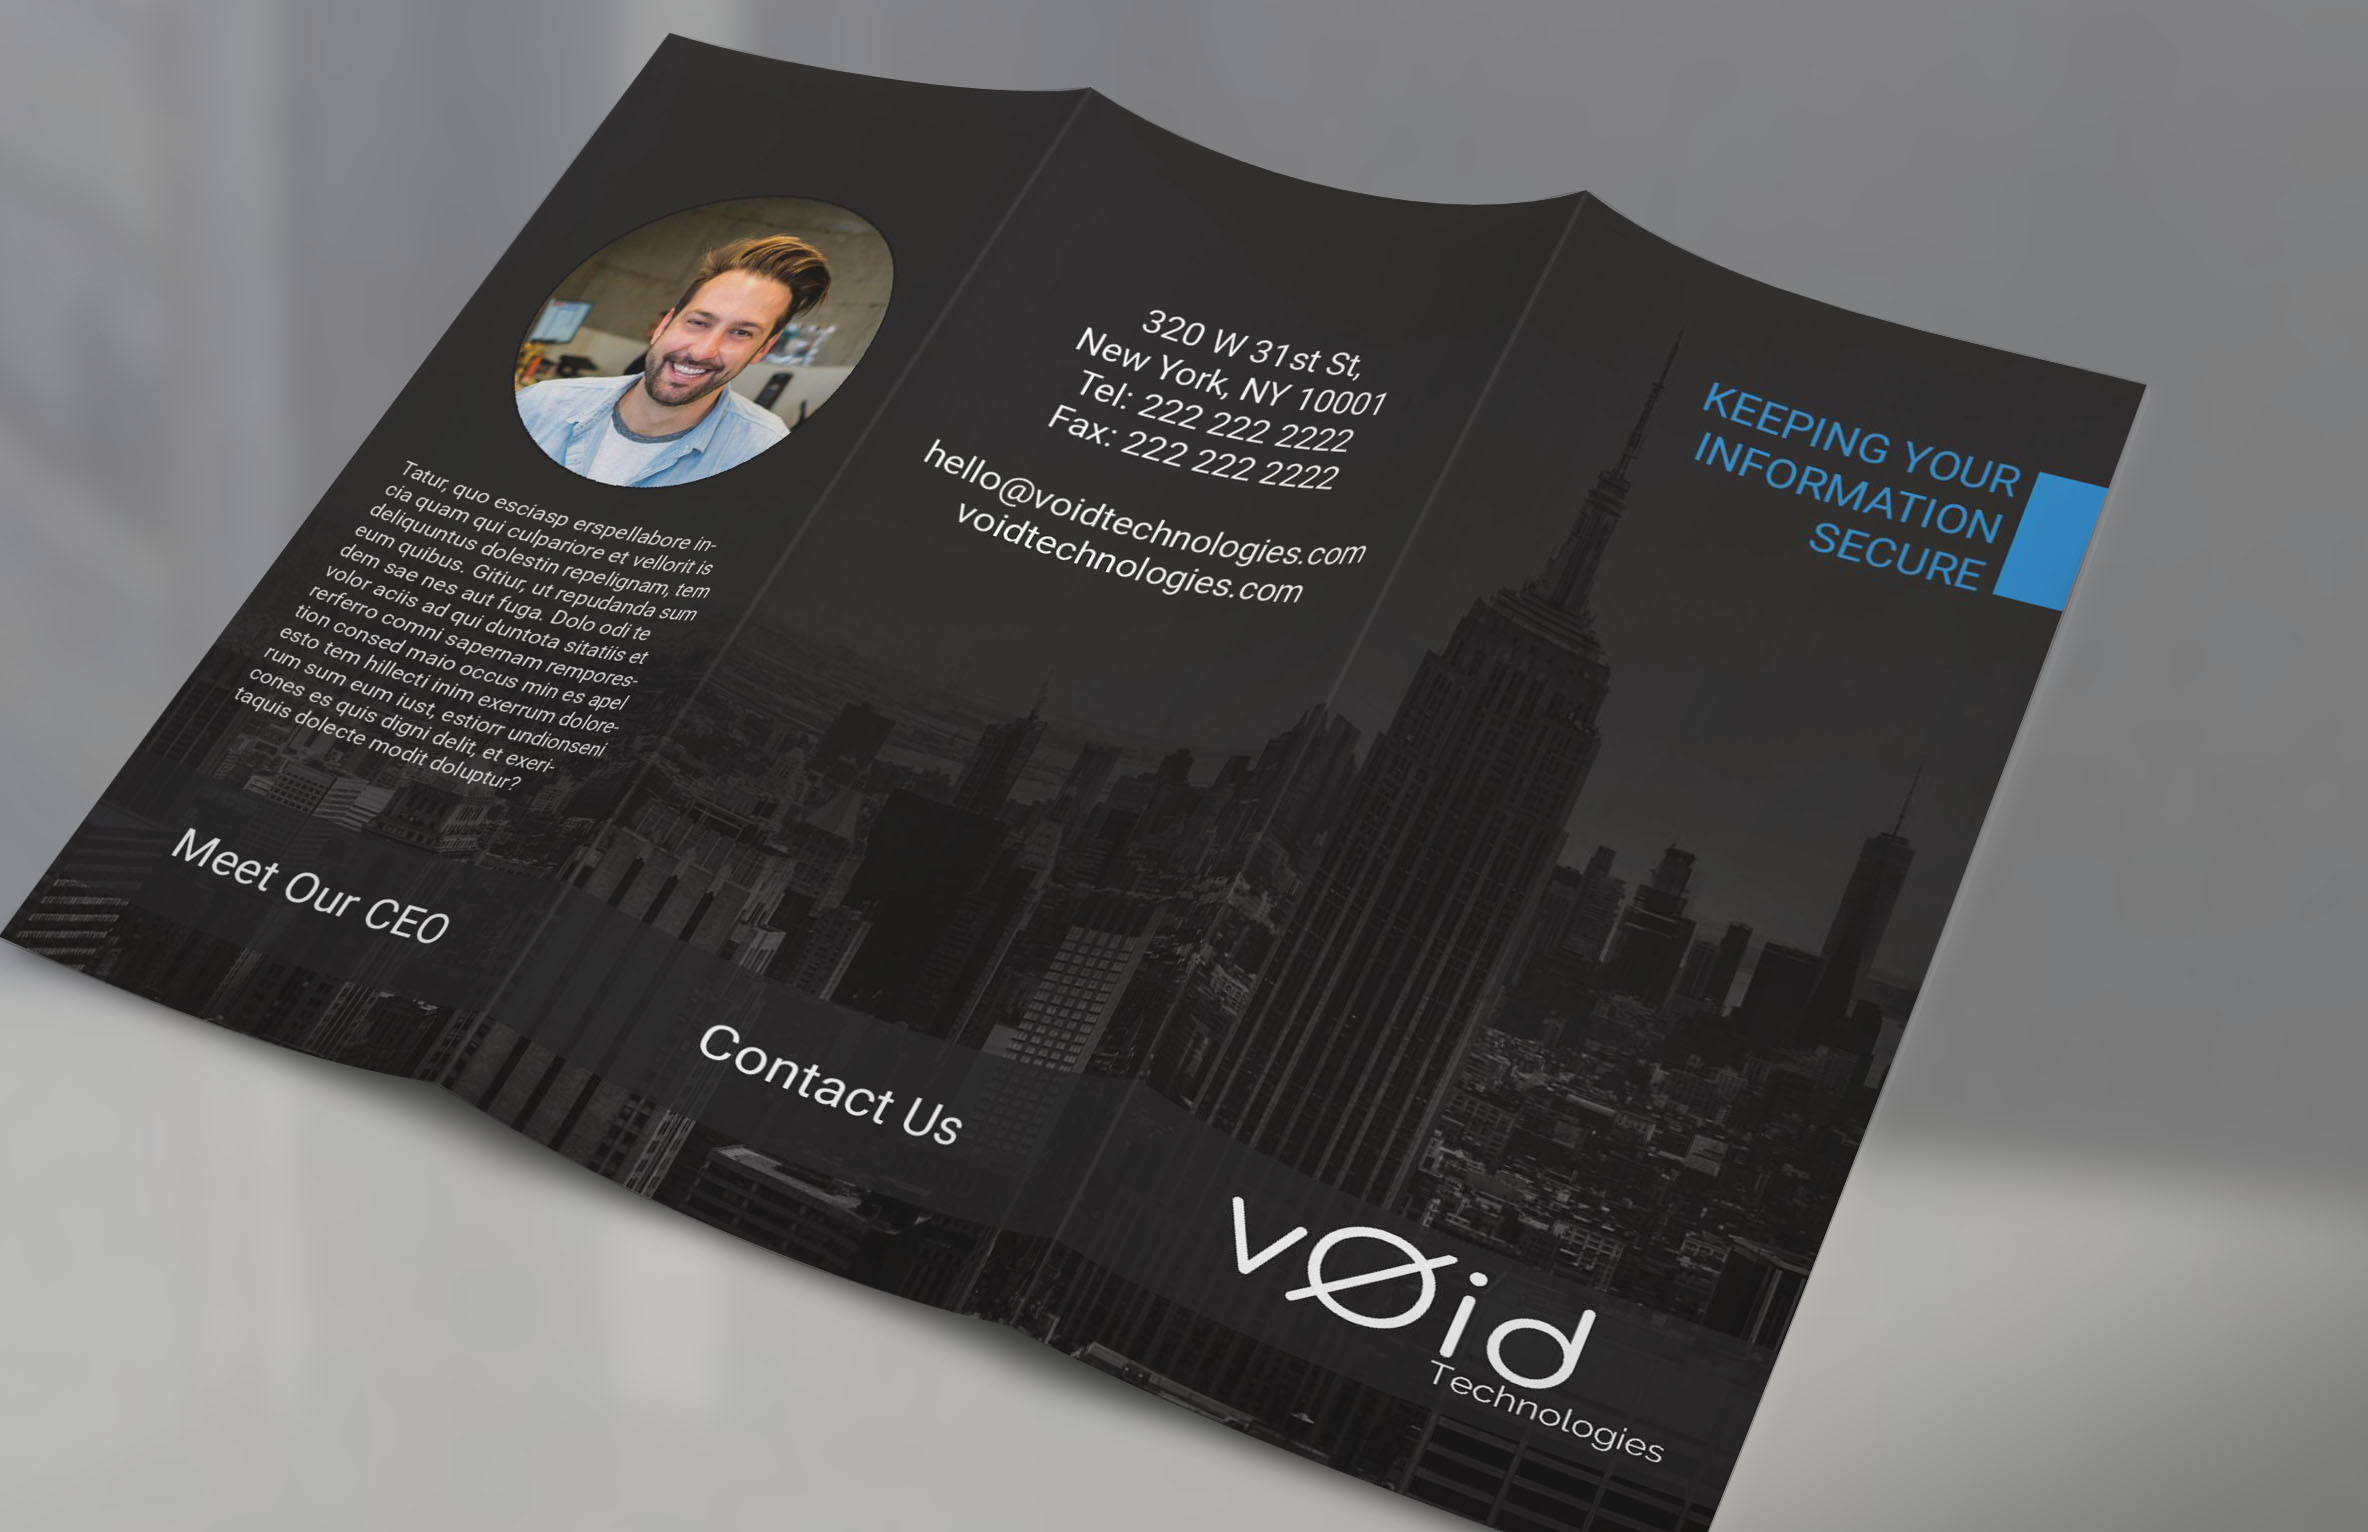 Tatur, quo esciasp erspellabore in-
cia quam qui culpariore et vellorit is
deliquuntus dolestin repelignam, tem
eum quibus. Gitiur, ut repudanda sum
dem sae nes aut fuga. Dolo odi te
volor aciis ad qui duntota sitatiis et
rerferro comni sapernam rempores-
tion consed maio occus min es apel
esto tem hillecti inim exerrum dolore-
rum sum eum iust, estiorr undionseni
cones es quis digni delit, et exeri-
taquis dolecte modit doluptur?
Meet Our CEO
320 W 31st St,
New York, NY 10001
Tel: 222 222 2222
Fax: 222 222 2222
hello@voidtechnologies.com
voidtechnologies.com
Contact Us
KEEPING YOUR
INFORMATION
SECURE
vØid
Technologies